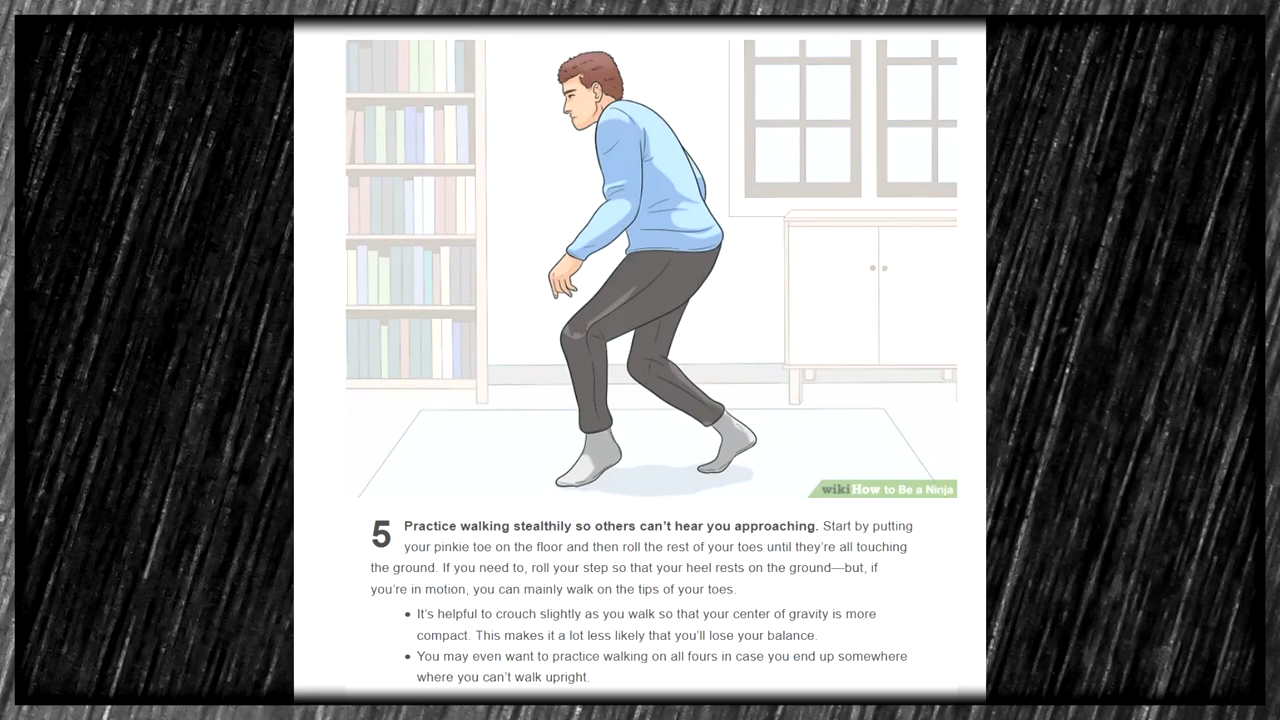 wikiHow to Be a Ninja
5 Practice walking stealthily so others can't hear you approaching. Start by putting
your pinkie toe on the floor and then roll the rest of your toes until they're all touching
the ground. If you need to, roll your step so that your heel rests on the ground—but, if
you're in motion, you can mainly walk on the tips of your toes.
• It's helpful to crouch slightly as you walk so that your center of gravity is more
compact. This makes it a lot less likely that you'll lose your balance.
• You may even want to practice walking on all fours in case you end up somewhere
where you can't walk upright.